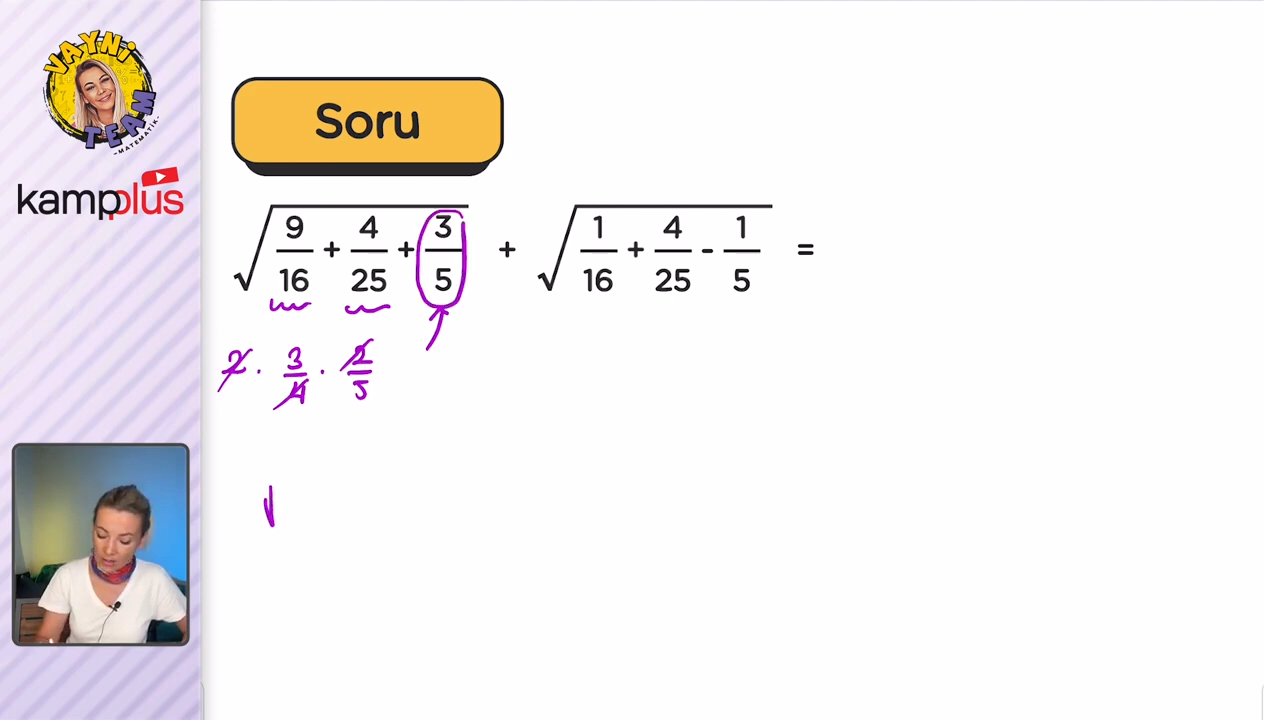 VAYNi
TEAM
-MATEMATİK-
kampplus
Soru
√(9/16 + 4/25 + 3/5) + √(1/16 + 4/25 - 1/5) =
2 · 3/4 · 2/5
√